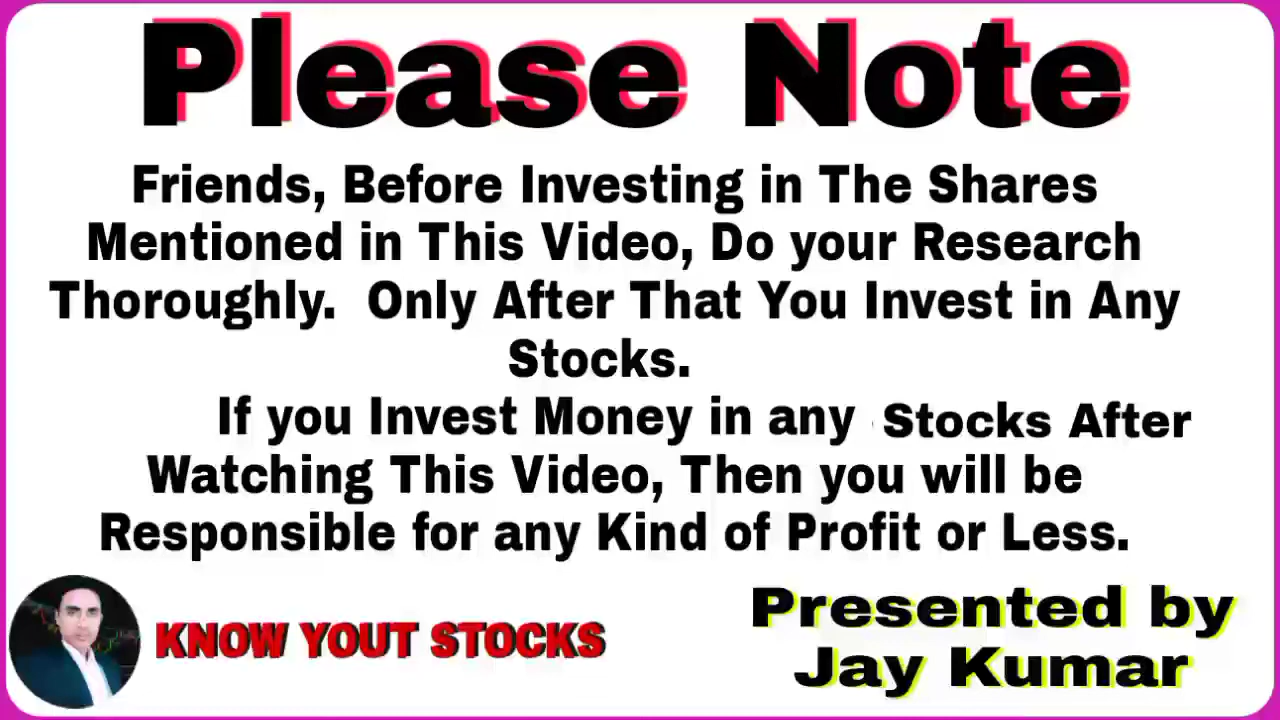 Please Note
Friends, Before Investing in The Shares
Mentioned in This Video, Do your Research
Thoroughly. Only After That You Invest in Any
Stocks.
If you Invest Money in any Stocks After
Watching This Video, Then you will be
Responsible for any Kind of Profit or Less.
KNOW YOUT STOCKS
Presented by
Jay Kumar